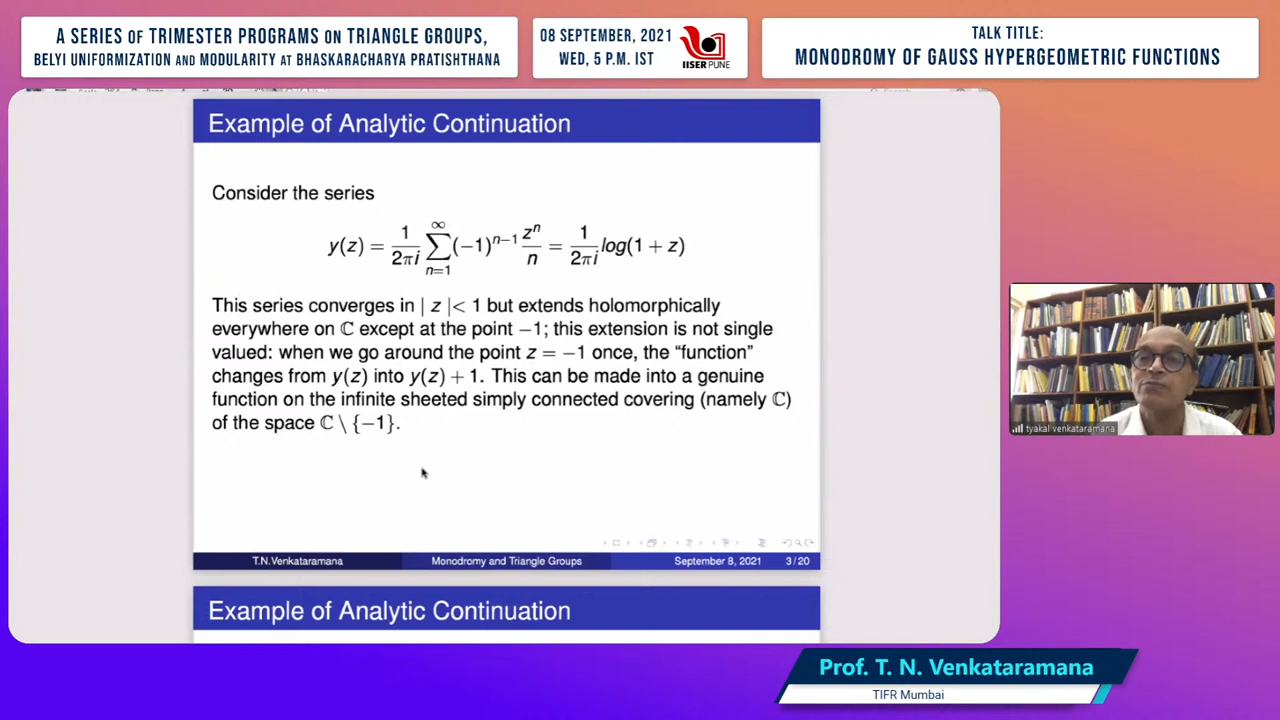 A SERIES OF TRIMESTER PROGRAMS ON TRIANGLE GROUPS,
BELYI UNIFORMIZATION AND MODULARITY AT BHASKARACHARYA PRATISHTHANA
08 SEPTEMBER, 2021
WED, 5 P.M. IST
IISER PUNE
TALK TITLE:
MONODROMY OF GAUSS HYPERGEOMETRIC FUNCTIONS
Example of Analytic Continuation
Consider the series
y(z) = \frac{1}{2πi} \sum_{n=1}^{∞} (−1)^{n−1} \frac{z^n}{n} = \frac{1}{2πi} log(1 + z)
This series converges in | z |< 1 but extends holomorphically
everywhere on ℂ except at the point −1; this extension is not single
valued: when we go around the point z = −1 once, the “function”
changes from y(z) into y(z) + 1. This can be made into a genuine
function on the infinite sheeted simply connected covering (namely ℂ)
of the space ℂ \ {−1}.
T.N.Venkataramana Monodromy and Triangle Groups September 8, 2021 3/20
Example of Analytic Continuation
tyakal venkataramana
Prof. T. N. Venkataramana
TIFR Mumbai